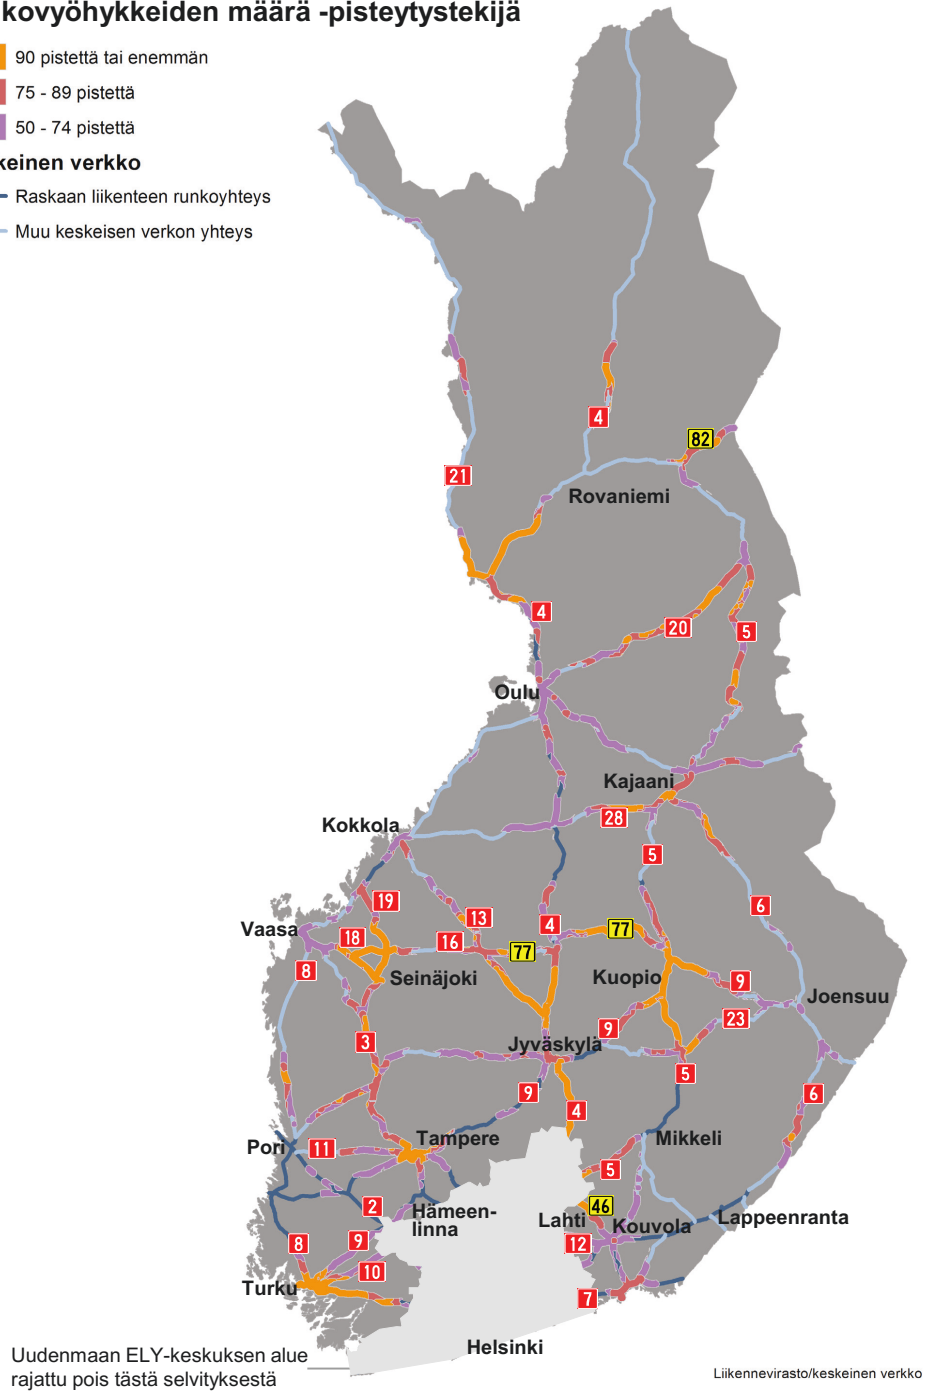 kovyöhykkeiden määrä -pisteytystekijä
90 pistettä tai enemmän
75 - 89 pistettä
50 - 74 pistettä
keinen verkko
Raskaan liikenteen runkoyhteys
Muu keskeisen verkon yhteys
4
82
21
Rovaniemi
4
20
5
Oulu
Kajaani
28
Kokkola
5
19
6
13
18
16
4
77
Vaasa
77
8
Seinäjoki
Kuopio
9
Joensuu
23
9
3
Jyväskylä
5
9
6
4
Tampere
Mikkeli
Pori
11
5
2
46
Hämeen-
linna
Lahti
Kouvola
Lappeenranta
8
9
12
10
Turku
7
Helsinki
Uudenmaan ELY-keskuksen alue
rajattu pois tästä selvityksestä
Liikennevirasto/keskeinen verkko